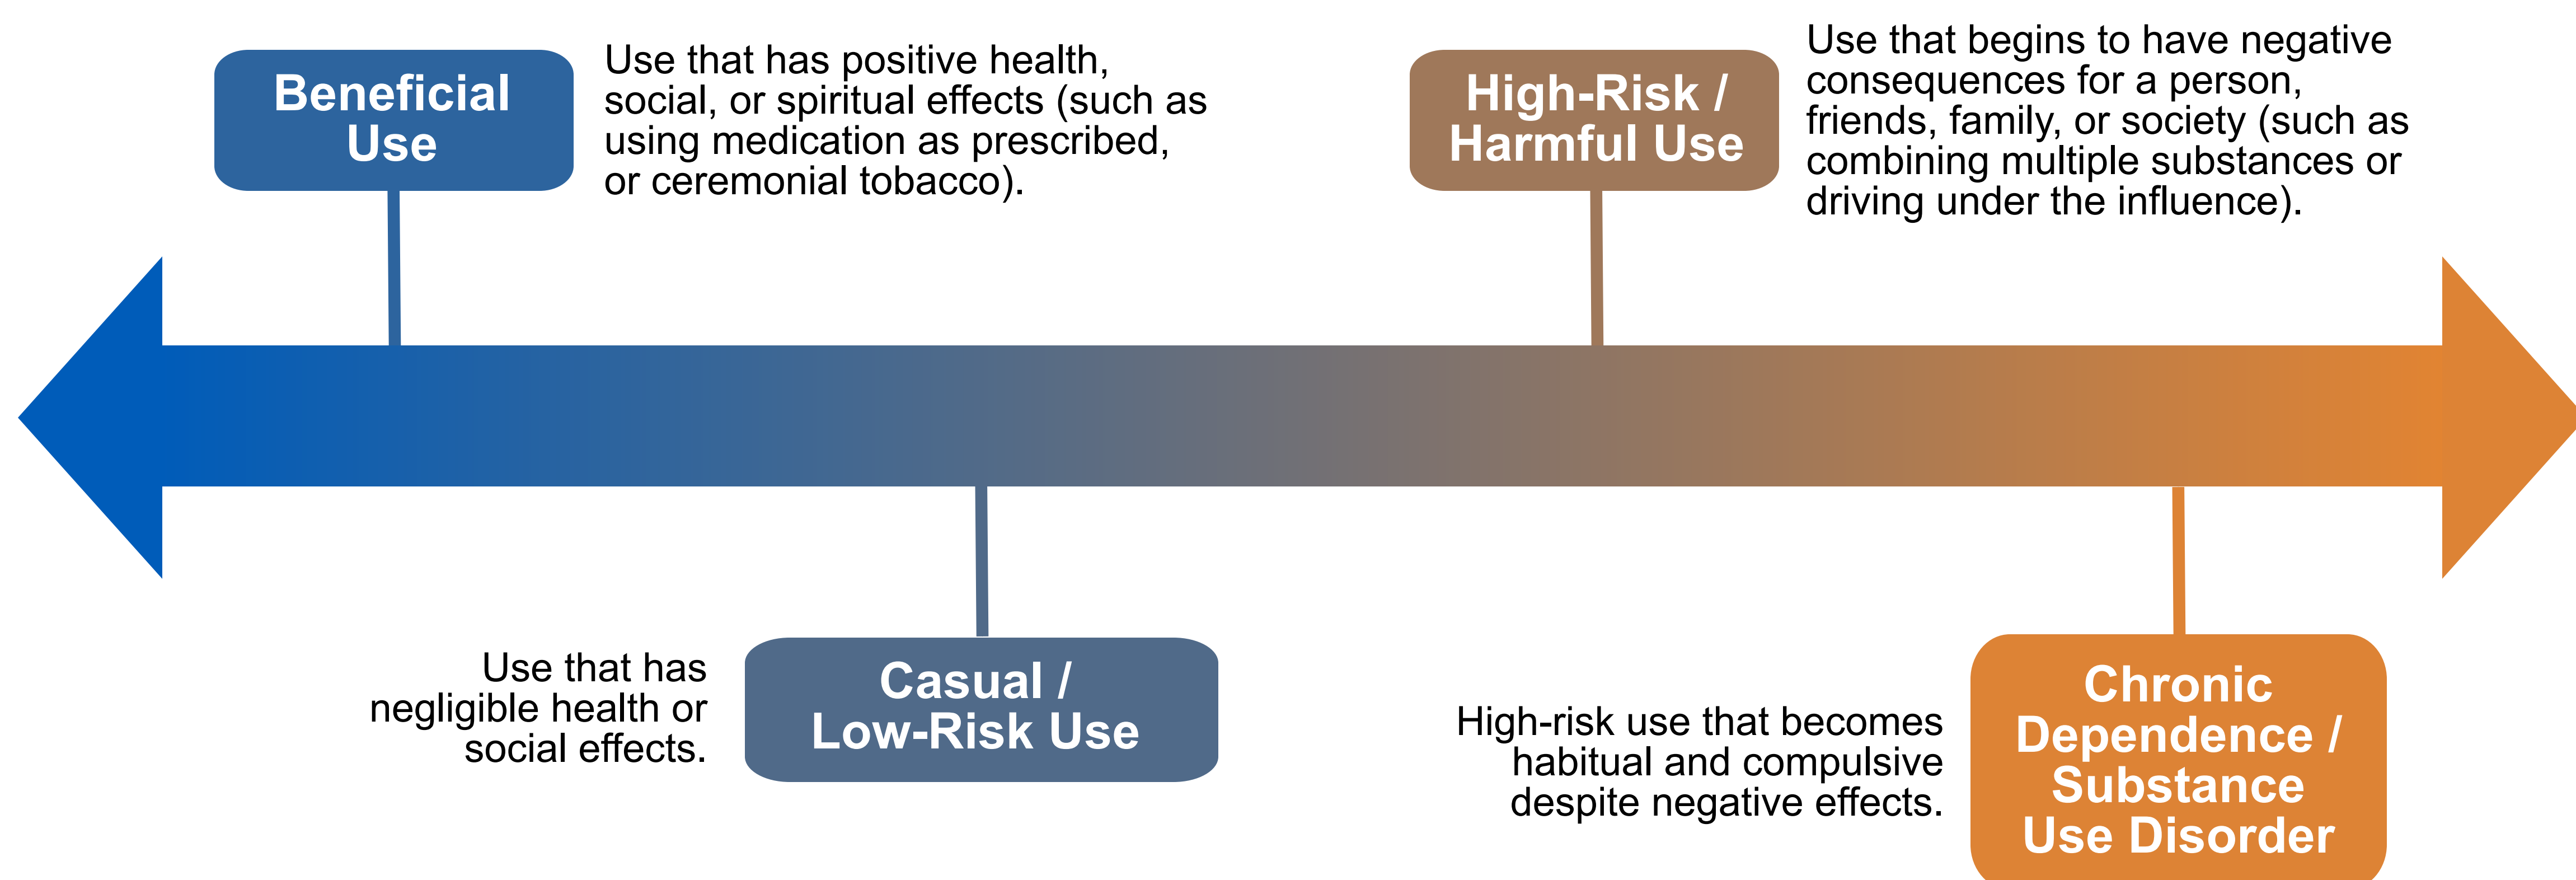 Beneficial
Use
Use that has positive health,
social, or spiritual effects (such as
using medication as prescribed,
or ceremonial tobacco).
High-Risk /
Harmful Use
Use that begins to have negative
consequences for a person,
friends, family, or society (such as
combining multiple substances or
driving under the influence).
Use that has
negligible health or
social effects.
Casual /
Low-Risk Use
High-risk use that becomes
habitual and compulsive
despite negative effects.
Chronic
Dependence /
Substance
Use Disorder